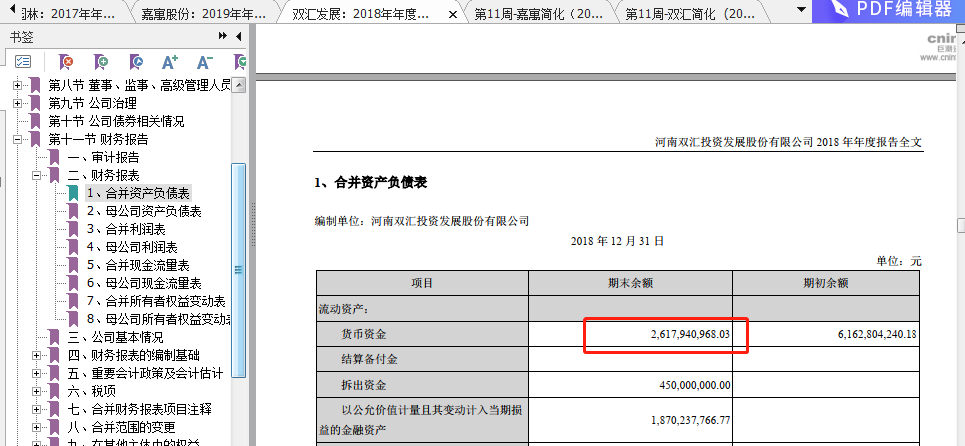 归林：2017年年...
嘉寓股份：2019年年...
双汇发展：2018年年度...
第11周-嘉寓简化（20...
第11周-双汇简化（20...
PDF编辑器
书签
第八节 董事、监事、高级管理人员
第九节 公司治理
第十节 公司债券相关情况
第十一节 财务报告
一、审计报告
二、财务报表
1、合并资产负债表
2、母公司资产负债表
3、合并利润表
4、母公司利润表
5、合并现金流量表
6、母公司现金流量表
7、合并所有者权益变动表
8、母公司所有者权益变动
三、公司基本情况
四、财务报表的编制基础
五、重要会计政策及会计估计
六、税项
七、合并财务报表项目注释
八、合并范围的变更
九、在其他主体中的权益
cninf
巨潮资
www.cninf
河南双汇投资发展股份有限公司 2018 年年度报告全文
1、合并资产负债表
编制单位：河南双汇投资发展股份有限公司
2018 年 12 月 31 日
单位：元
项目 期末余额 期初余额
流动资产：
货币资金 2,617,940,968.03 6,162,804,240.18
结算备付金
拆出资金 450,000,000.00
以公允价值计量且其变动计入当期损
益的金融资产 1,870,237,766.77